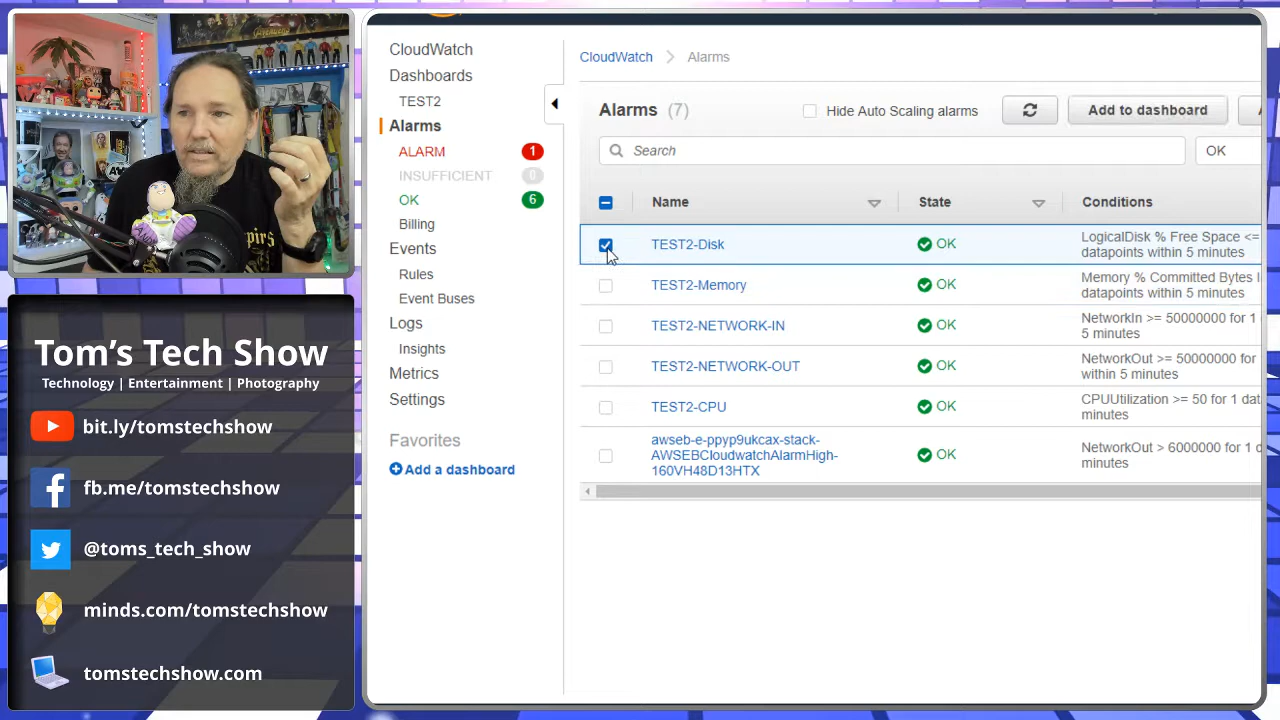 CloudWatch
Dashboards
TEST2
Alarms
ALARM 1
INSUFFICIENT 0
OK 6
Billing
Events
Rules
Event Buses
Logs
Insights
Metrics
Settings
Favorites
Add a dashboard
CloudWatch Alarms
Alarms (7) Hide Auto Scaling alarms Add to dashboard
Search OK
Name State Conditions
TEST2-Disk OK LogicalDisk % Free Space <=
datapoints within 5 minutes
TEST2-Memory OK Memory % Committed Bytes I
datapoints within 5 minutes
TEST2-NETWORK-IN OK NetworkIn >= 50000000 for 1
5 minutes
TEST2-NETWORK-OUT OK NetworkOut >= 50000000 for
within 5 minutes
TEST2-CPU OK CPUUtilization >= 50 for 1 dat
minutes
awseb-e-ppyp9ukcax-stack-
AWSEBCloudwatchAlarmHigh-
160VH48D13HTX OK NetworkOut > 6000000 for 1 d
minutes
Tom's Tech Show
Technology | Entertainment | Photography
bit.ly/tomstechshow
fb.me/tomstechshow
@toms_tech_show
minds.com/tomstechshow
tomstechshow.com